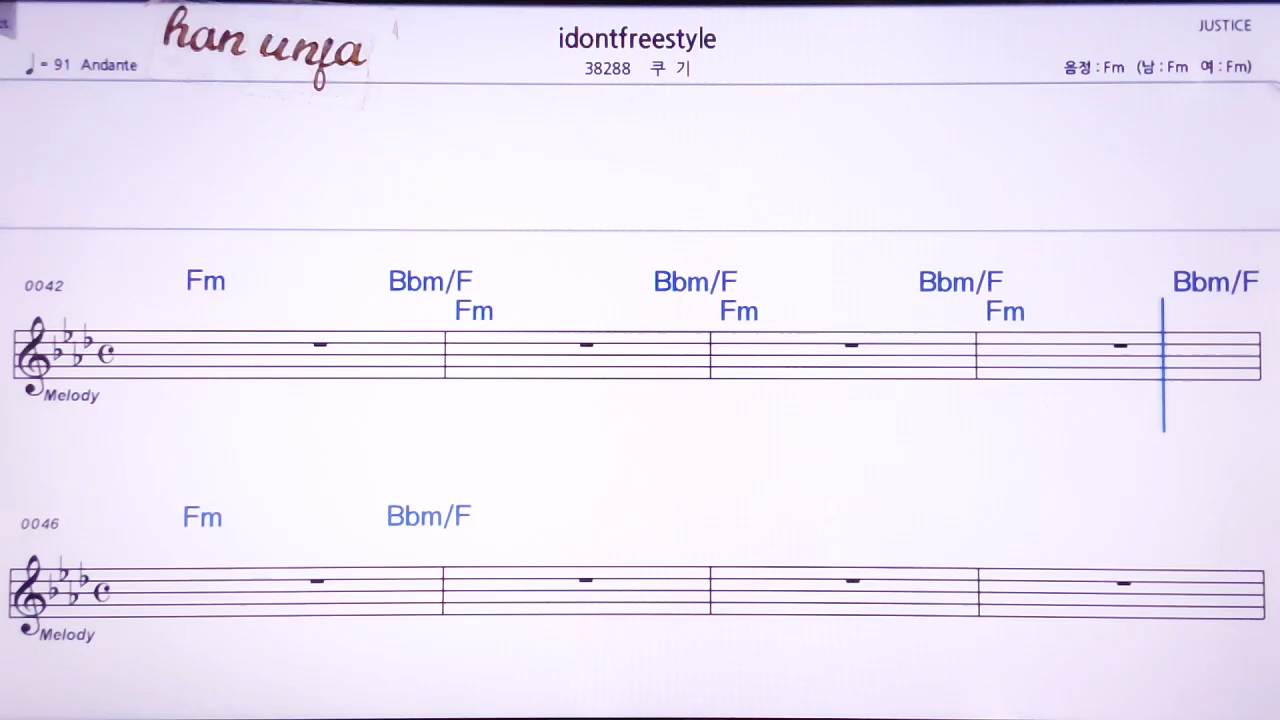 han unfa
idontfreestyle
JUSTICE
♩= 91 Andante
38288 쿠 기
음정 : Fm (남 : Fm 여 : Fm)
0042
Fm Bbm/F Bbm/F Bbm/F Bbm/F
Fm Fm Fm
Melody
0046
Fm Bbm/F
Melody